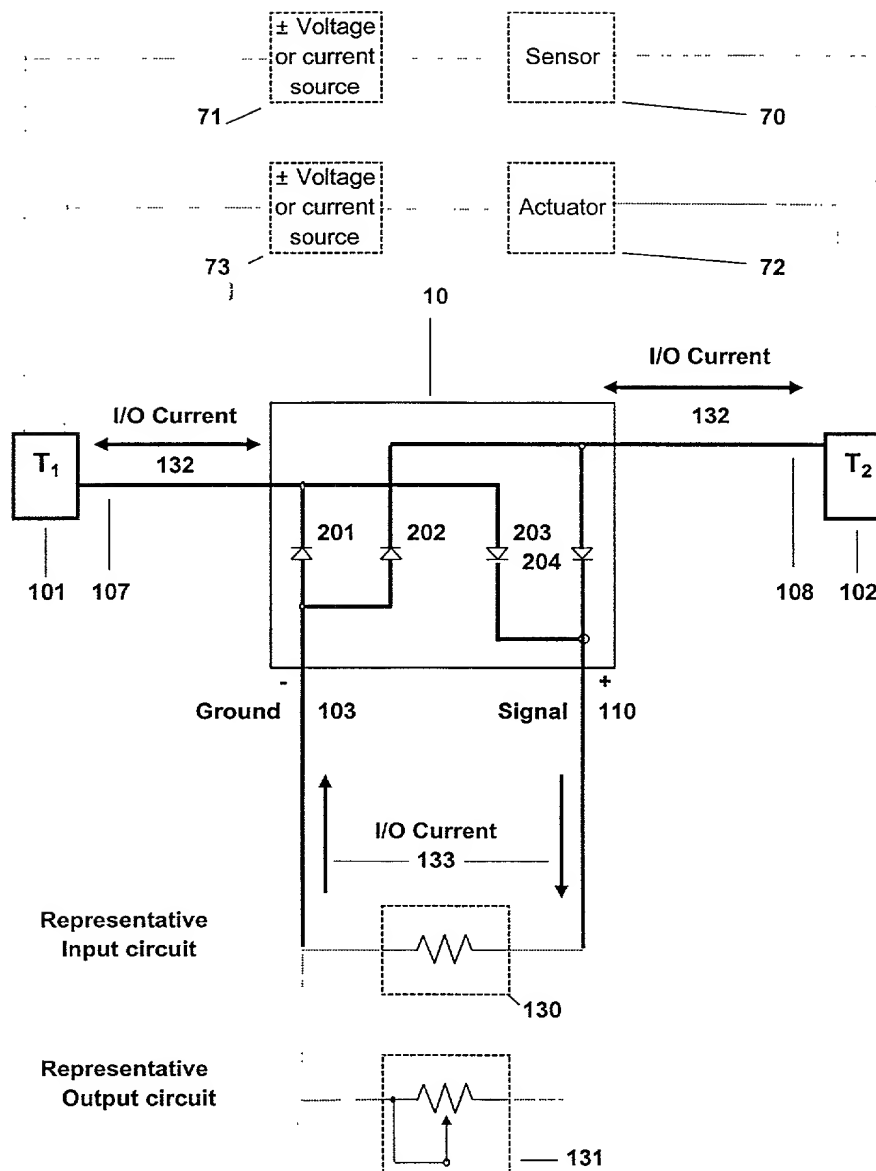 ± Voltage
or current
source
Sensor
71
70
± Voltage
or current
source
Actuator
73
72
10
I/O Current
132
I/O Current
132
T1
T2
201
202
203
204
101
107
108
102
-
+
Ground
103
Signal
110
I/O Current
133
Representative
Input circuit
130
Representative
Output circuit
131